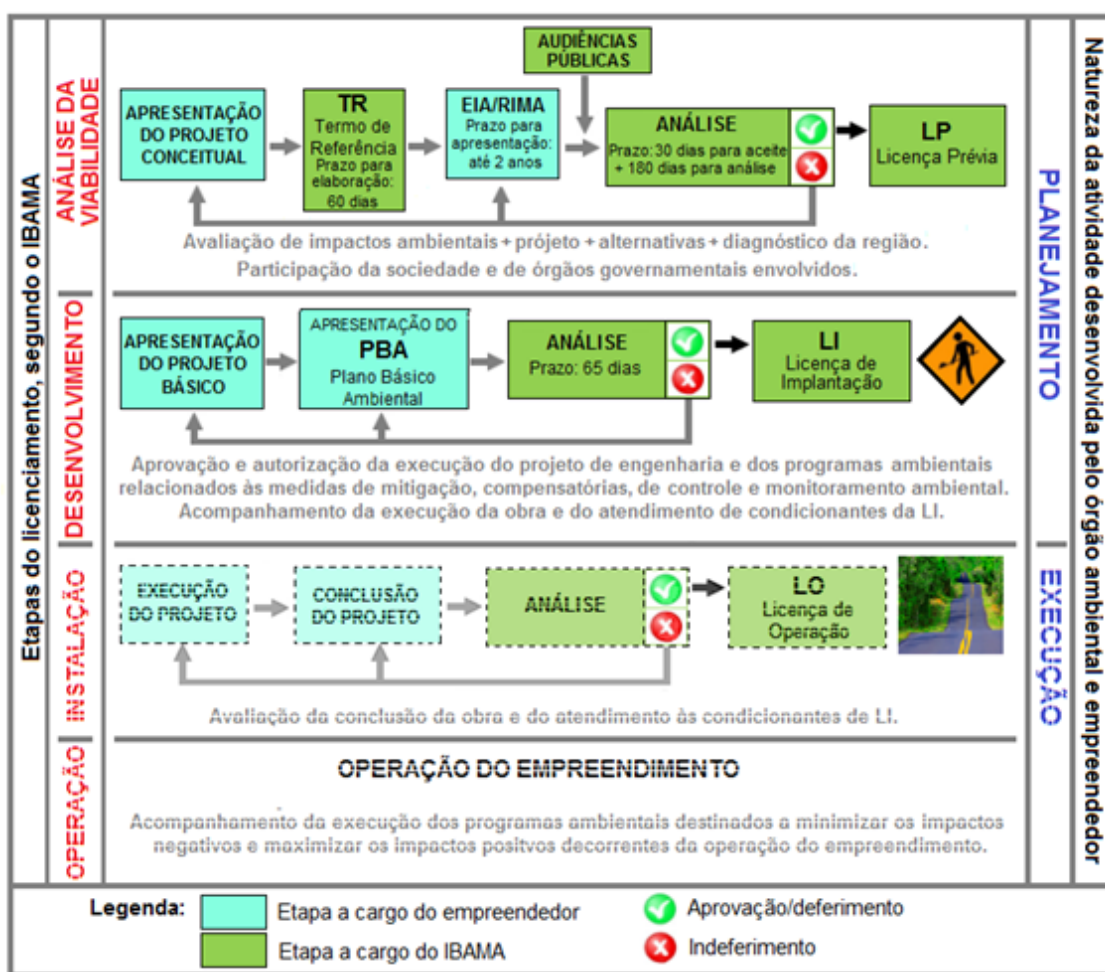 Etapas do licenciamento, segundo o IBAMA
ANÁLISE DA
VIABILIDADE
APRESENTAÇÃO
DO PROJETO
CONCEITUAL
TR
Termo de
Referência
Prazo para
elaboração:
60 dias
EIA/RIMA
Prazo para
apresentação:
até 2 anos
AUDIÊNCIAS
PÚBLICAS
ANÁLISE
Prazo: 30 dias para aceite
+ 180 dias para análise
LP
Licença Prévia
Avaliação de impactos ambientais + prójeto + alternativas + diagnóstico da região.
Participação da sociedade e de órgãos governamentais envolvidos.
DESENVOLVIMENTO
APRESENTAÇÃO
DO PROJETO
BÁSICO
APRESENTAÇÃO DO
PBA
Plano Básico
Ambiental
ANÁLISE
Prazo: 65 dias
LI
Licença de
Implantação
Aprovação e autorização da execução do projeto de engenharia e dos programas ambientais
relacionados às medidas de mitigação, compensatórias, de controle e monitoramento ambiental.
Acompanhamento da execução da obra e do atendimento de condicionantes da LI.
INSTALAÇÃO
EXECUÇÃO
DO PROJETO
CONCLUSÃO
DO PROJETO
ANÁLISE
LO
Licença de
Operação
Avaliação da conclusão da obra e do atendimento às condicionantes de LI.
OPERAÇÃO
OPERAÇÃO DO EMPREENDIMENTO
Acompanhamento da execução dos programas ambientais destinados a minimizar os impactos
negativos e maximizar os impactos positvos decorrentes da operação do empreendimento.
PLANEJAMENTO
EXECUÇÃO
Natureza da atividade desenvolvida pelo órgão ambiental e empreendedor
Legenda:
Etapa a cargo do empreendedor
Aprovação/deferimento
Etapa a cargo do IBAMA
Indeferimento